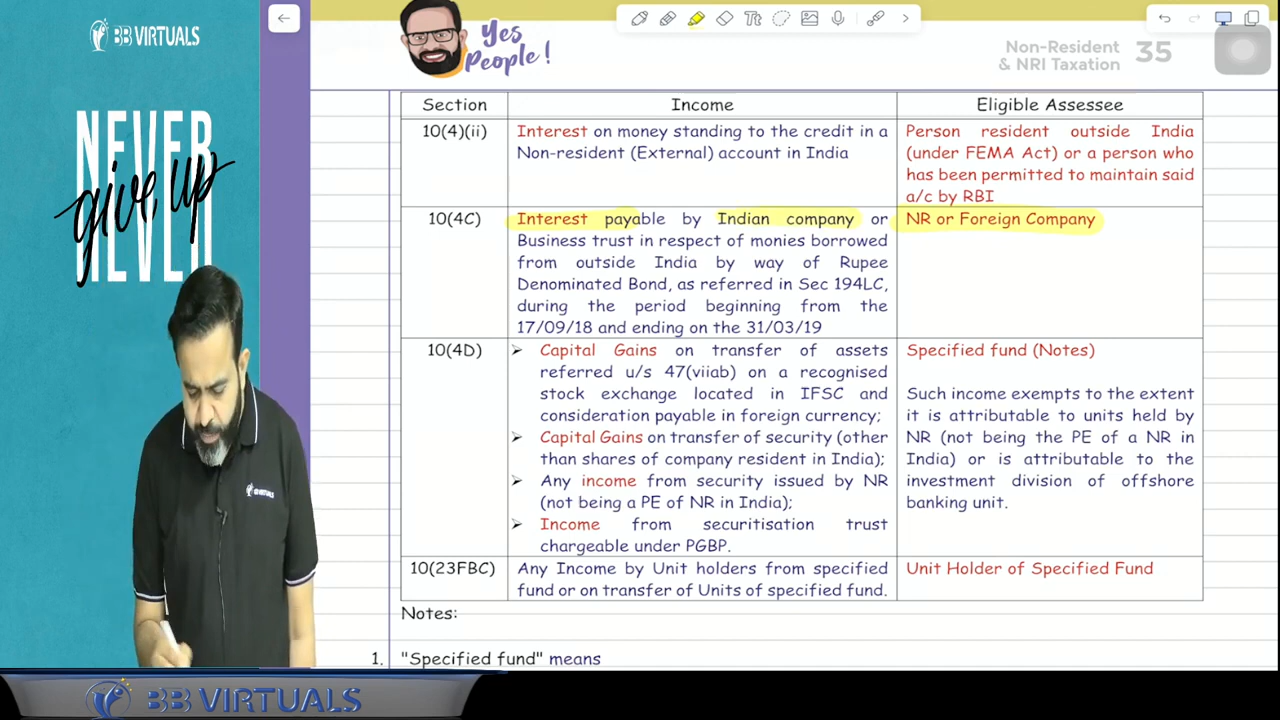 BB VIRTUALS
NEVER
give up
NEVER
Yes
People!
Non-Resident
& NRI Taxation
35
Section
Income
Eligible Assessee
10(4)(ii)
Interest on money standing to the credit in a
Non-resident (External) account in India
Person resident outside India
(under FEMA Act) or a person who
has been permitted to maintain said
a/c by RBI
10(4C)
Interest payable by Indian company or
Business trust in respect of monies borrowed
from outside India by way of Rupee
Denominated Bond, as referred in Sec 194LC,
during the period beginning from the
17/09/18 and ending on the 31/03/19
NR or Foreign Company
10(4D)
➢ Capital Gains on transfer of assets
referred u/s 47(viiab) on a recognised
stock exchange located in IFSC and
consideration payable in foreign currency;
➢ Capital Gains on transfer of security (other
than shares of company resident in India);
➢ Any income from security issued by NR
(not being a PE of NR in India);
➢ Income from securitisation trust
chargeable under PGBP.
Specified fund (Notes)
Such income exempts to the extent
it is attributable to units held by
NR (not being the PE of a NR in
India) or is attributable to the
investment division of offshore
banking unit.
10(23FBC)
Any Income by Unit holders from specified
fund or on transfer of Units of specified fund.
Unit Holder of Specified Fund
Notes:
1. "Specified fund" means
BB VIRTUALS
BB VIRTUALS